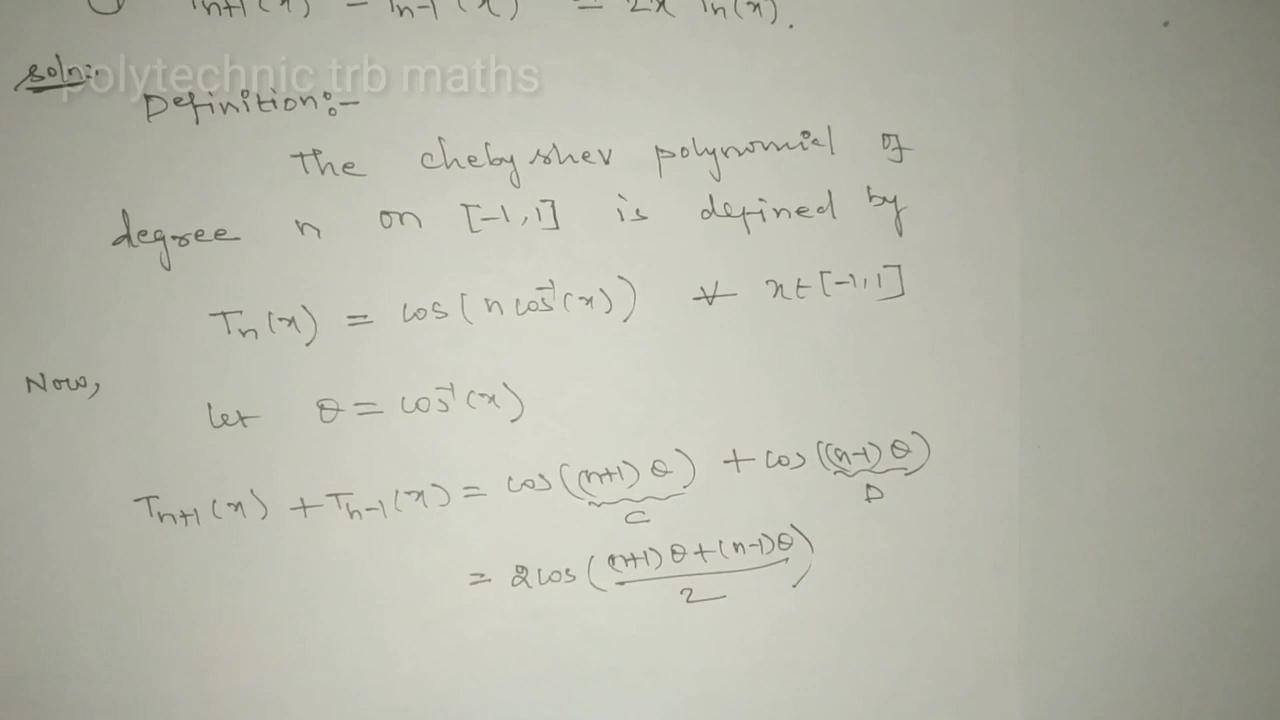 Tn+1(x) - Tn-1(x) = 2x Tn(x).
soln:-
polytechnic trb maths
Definition:-
The chebyshev polynomial of
degree n on [-1,1] is defined by
Tn(x) = cos(n cos⁻¹(x)) ∀ x∈[-1,1]
Now,
let θ = cos⁻¹(x)
Tn+1(x) + Tn-1(x) = cos((n+1)θ) + cos((n-1)θ)
C D
= 2cos((n+1)θ+(n-1)θ
2)